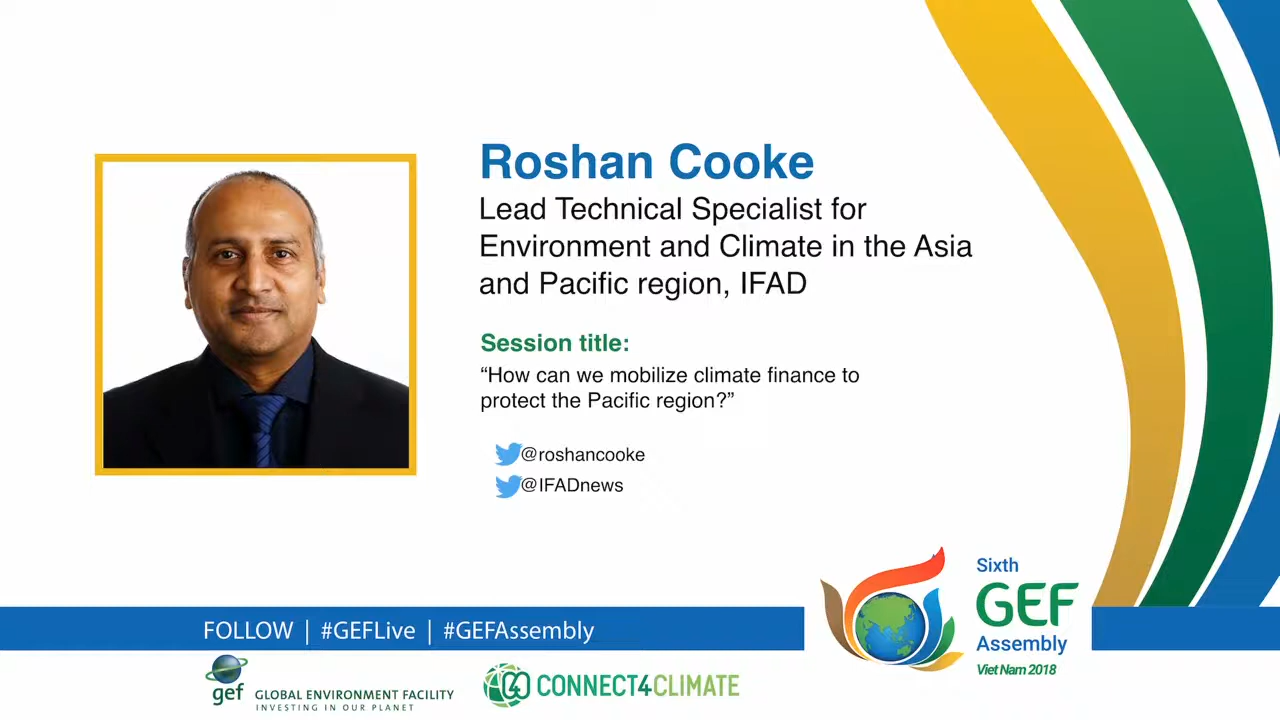 Roshan Cooke
Lead Technical Specialist for
Environment and Climate in the Asia
and Pacific region, IFAD
Session title:
“How can we mobilize climate finance to
protect the Pacific region?”
@roshancooke
@IFADnews
Sixth
GEF
Assembly
Viet Nam 2018
FOLLOW | #GEFLive | #GEFAssembly
gef
GLOBAL ENVIRONMENT FACILITY
INVESTING IN OUR PLANET
C4C CONNECT4CLIMATE